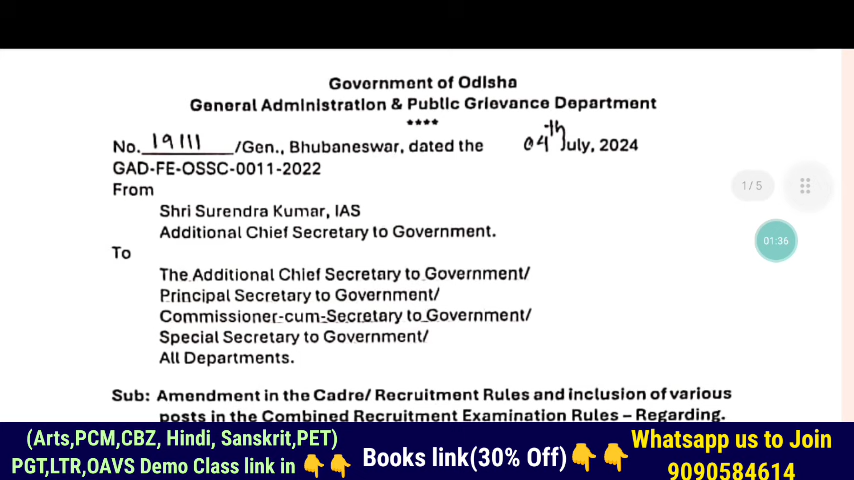 Government of Odisha
General Administration & Public Grievance Department
****
No. 19111 /Gen., Bhubaneswar, dated the 04th July, 2024
GAD-FE-OSSC-0011-2022
From
Shri Surendra Kumar, IAS
Additional Chief Secretary to Government.
To
The Additional Chief Secretary to Government/
Principal Secretary to Government/
Commissioner-cum-Secretary to Government/
Special Secretary to Government/
All Departments.
Sub: Amendment in the Cadre/ Recruitment Rules and inclusion of various
posts in the Combined Recruitment Examination Rules – Regarding.
1/5
01:36
(Arts,PCM,CBZ, Hindi, Sanskrit,PET)
PGT,LTR,OAVS Demo Class link in 👇👇
Books link(30% Off)👇👇
Whatsapp us to Join
9090584614